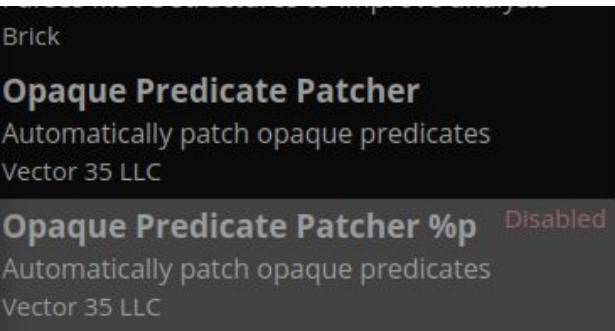 Brick
Opaque Predicate Patcher
Automatically patch opaque predicates
Vector 35 LLC
Opaque Predicate Patcher %p Disabled
Automatically patch opaque predicates
Vector 35 LLC